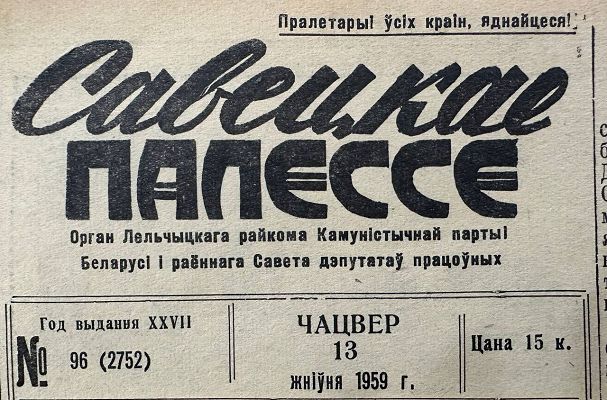 Пралетарыі ўсіх краін, яднайцеся!
Савецкае
ПАЛЕССЕ
Орган Лельчыцкага райкома Камуністычнай партыі
Беларусі і раённага Савета дэпутатаў працоўных
Год выдання XXVII
№ 96 (2752)
ЧАЦВЕР
13
жніўня 1959 г.
Цана 15 к.